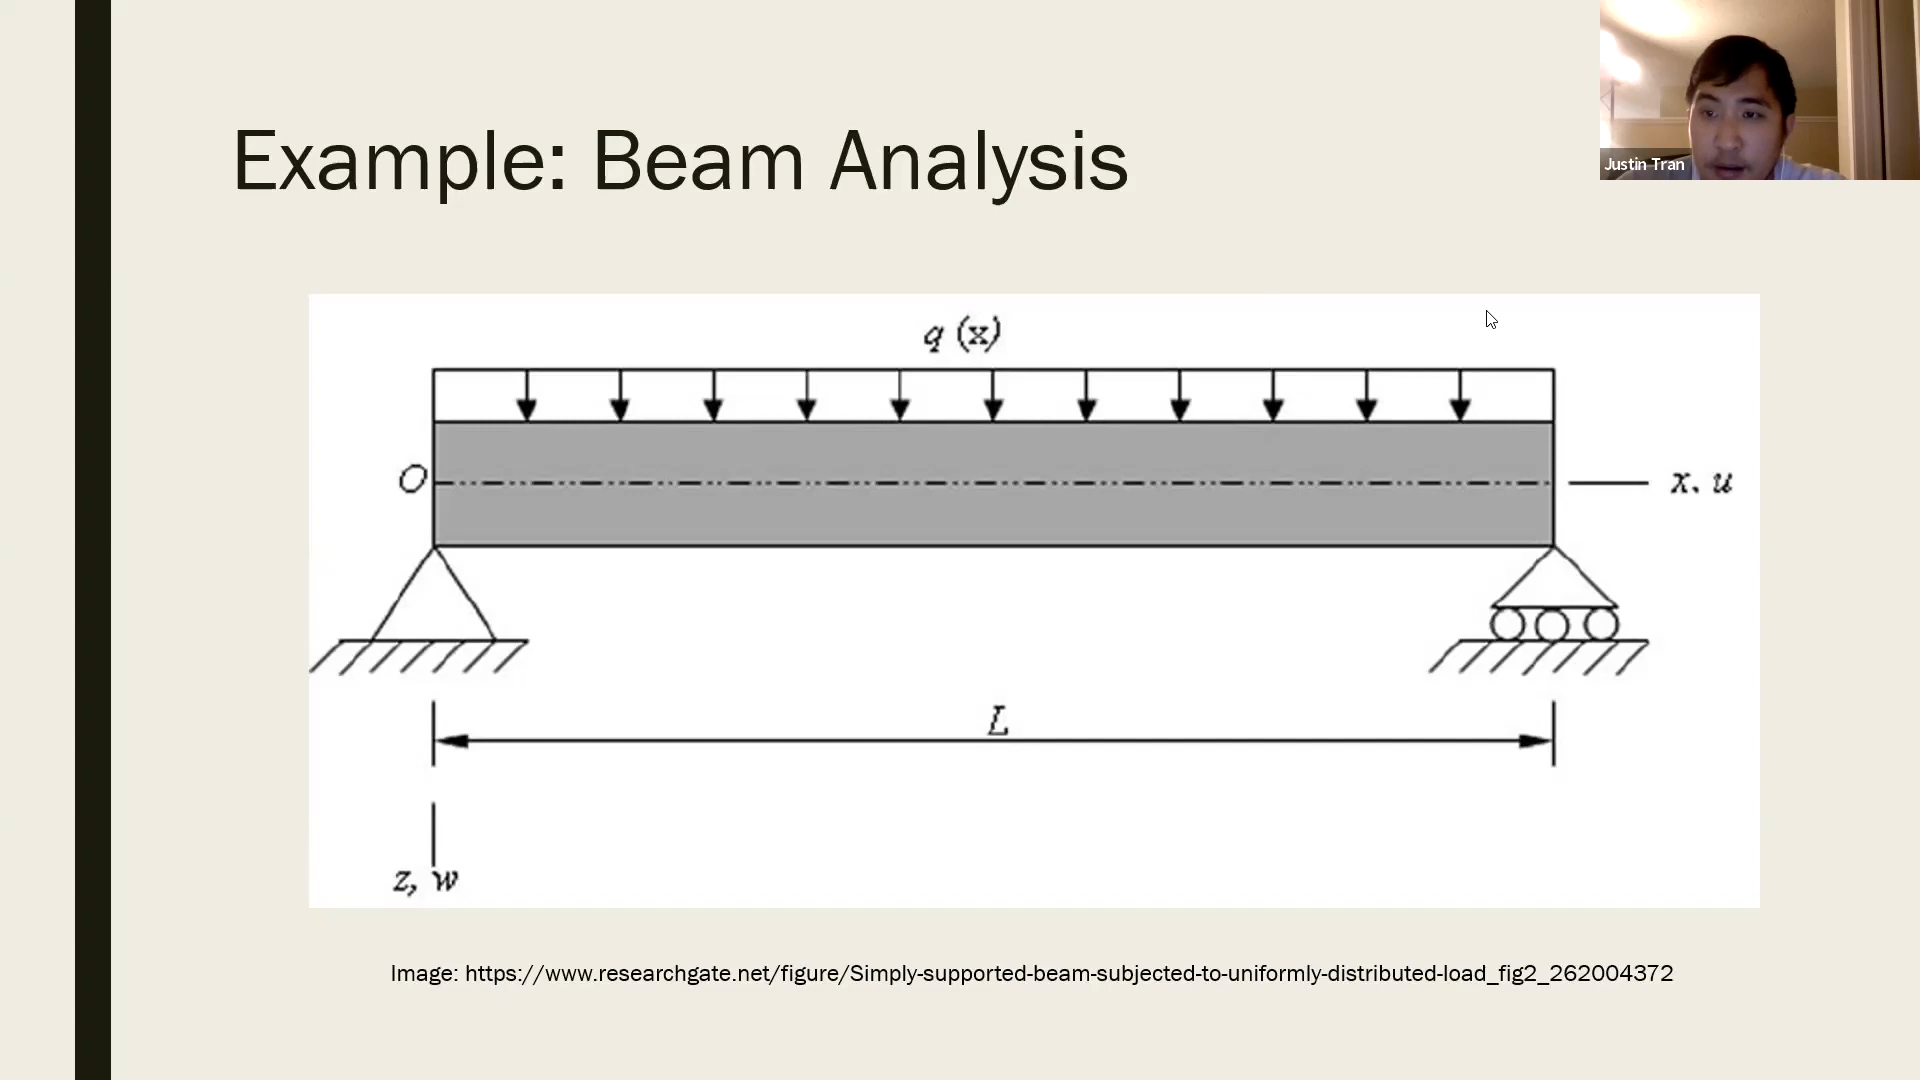 Example: Beam Analysis
Justin Tran
q (x)
O
x. u
L
z, w
Image: https://www.researchgate.net/figure/Simply-supported-beam-subjected-to-uniformly-distributed-load_fig2_262004372